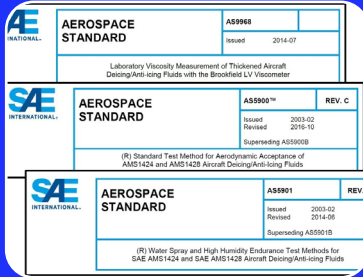 SAE
INTERNATIONAL.
AEROSPACE
STANDARD
AS9968
Issued 2014-07
Laboratory Viscosity Measurement of Thickened Aircraft
Deicing/Anti-icing Fluids with the Brookfield LV Viscometer
SAE
INTERNATIONAL.
AEROSPACE
STANDARD
AS5900™
REV. C
Issued 2003-02
Revised 2016-10
Superseding AS5900B
(R) Standard Test Method for Aerodynamic Acceptance of
AMS1424 and AMS1428 Aircraft Deicing/Anti-icing Fluids
SAE
INTERNATIONAL.
AEROSPACE
STANDARD
AS5901
REV.
Issued 2003-02
Revised 2014-06
Superseding AS5901B
(R) Water Spray and High Humidity Endurance Test Methods for
SAE AMS1424 and SAE AMS1428 Aircraft Deicing/Anti-icing Fluids